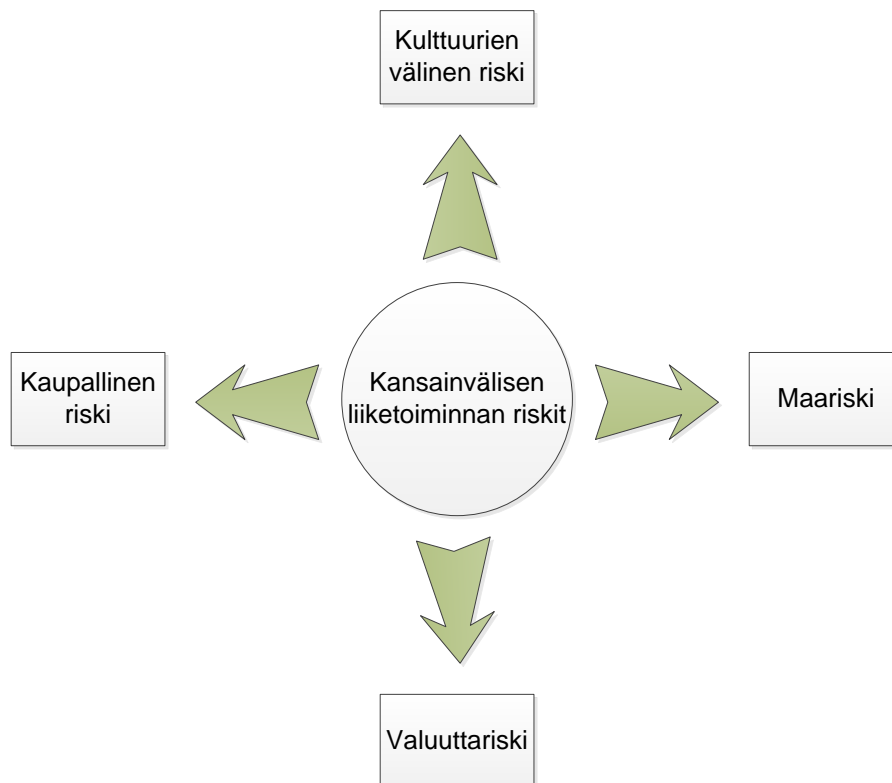 Kulttuurien
välinen riski
Kaupallinen
riski
Kansainvälisen
liiketoiminnan riskit
Maariski
Valuuttariski